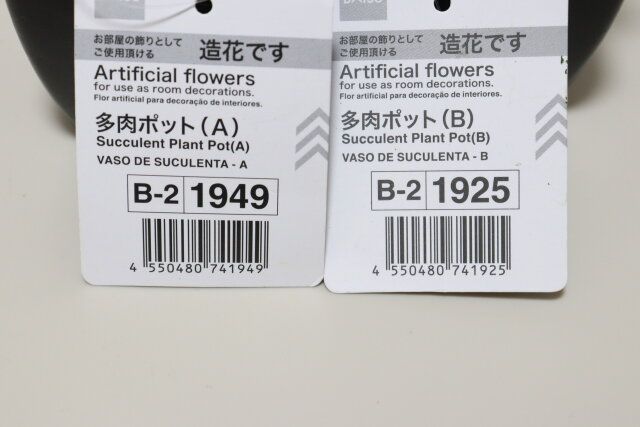 お部屋の飾りとして
ご使用頂ける
造花です
Artificial flowers
for use as room decorations.
Flor artificial para decoração de interiores.
多肉ポット(A)
Succulent Plant Pot(A)
VASO DE SUCULENTA - A
B-2 1949
4 550480 741949
お部屋の飾りとして
ご使用頂ける
造花です
Artificial flowers
for use as room decorations.
Flor artificial para decoração de interiores.
多肉ポット(B)
Succulent Plant Pot(B)
VASO DE SUCULENTA - B
B-2 1925
4 550480 741925